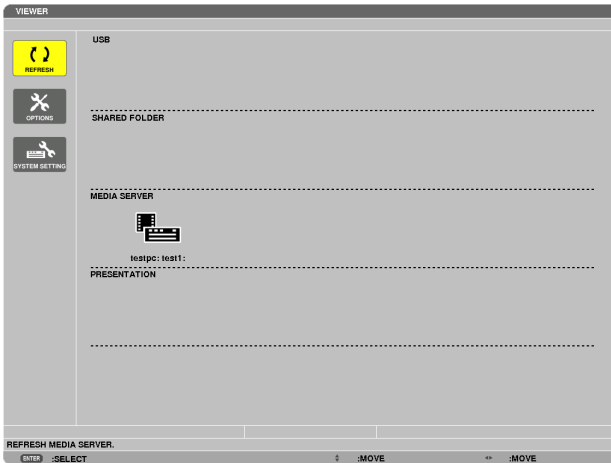 VIEWER
REFRESH
OPTIONS
SYSTEM SETTING
USB
SHARED FOLDER
MEDIA SERVER
testpc: test1:
PRESENTATION
REFRESH MEDIA SERVER.
ENTER :SELECT :MOVE :MOVE